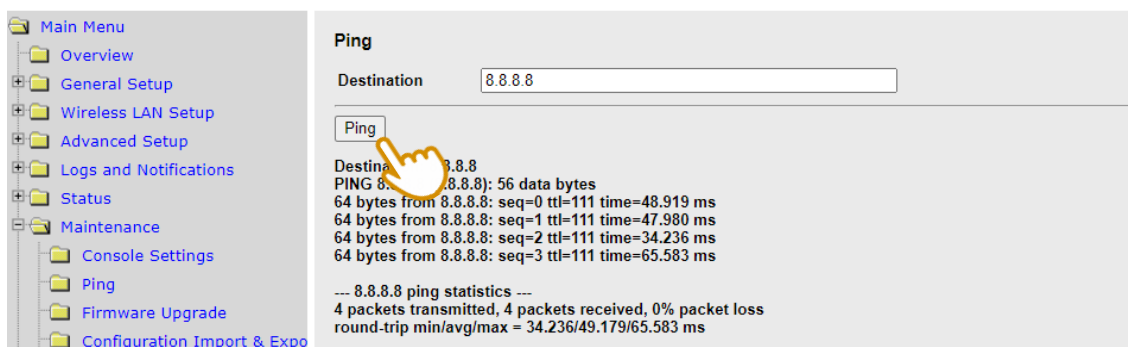 Main Menu
Overview
General Setup
Wireless LAN Setup
Advanced Setup
Logs and Notifications
Status
Maintenance
Console Settings
Ping
Firmware Upgrade
Configuration Import & Expo
Ping
Destination 8.8.8.8
Ping
8.8.8
PING .8.8.8): 56 data bytes
64 bytes from 8.8.8.8: seq=0 ttl=111 time=48.919 ms
64 bytes from 8.8.8.8: seq=1 ttl=111 time=47.980 ms
64 bytes from 8.8.8.8: seq=2 ttl=111 time=34.236 ms
64 bytes from 8.8.8.8: seq=3 ttl=111 time=65.583 ms
--- 8.8.8.8 ping statistics ---
4 packets transmitted, 4 packets received, 0% packet loss
round-trip min/avg/max = 34.236/49.179/65.583 ms